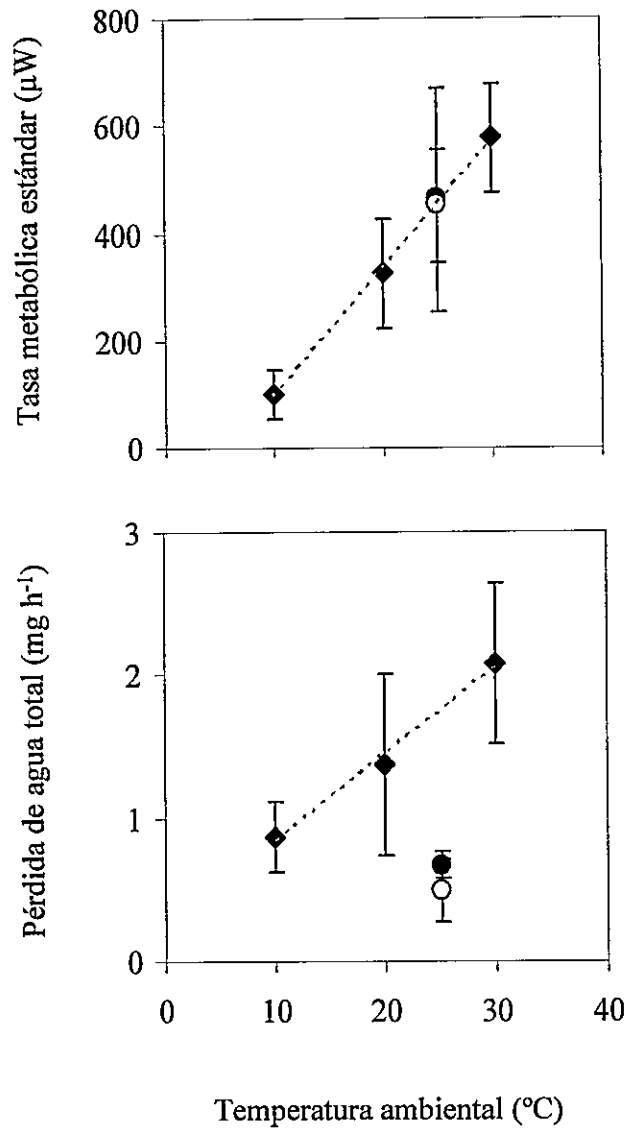 Tasa metabólica estándar (µW)
800
600
400
200
0
Pérdida de agua total (mg h-1)
3
2
1
0
0 10 20 30 40
Temperatura ambiental (ºC)